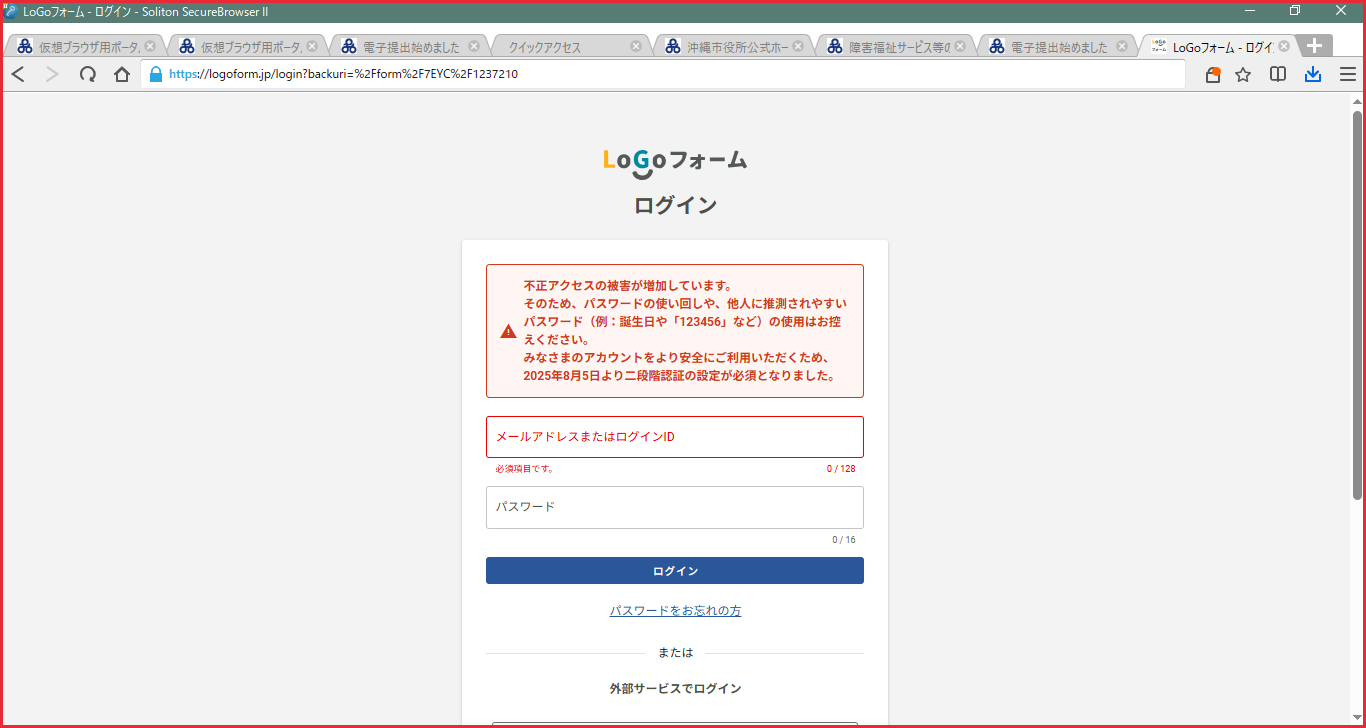 LoGoフォーム - ログイン - Soliton SecureBrowser II
仮想ブラウザ用ポータ
仮想ブラウザ用ポータ
電子提出始めました
クイックアクセス
沖縄市役所公式ホー
障害福祉サービス等の
電子提出始めました
LoGoフォーム - ログイ
https://logoform.jp/login?backuri=%2Fform%2F7EYC%2F1237210
LoGoフォーム
ログイン
不正アクセスの被害が増加しています。
そのため、パスワードの使い回しや、他人に推測されやすい
パスワード（例：誕生日や「123456」など）の使用はお控
えください。
みなさまのアカウントをより安全にご利用いただくため、
2025年8月5日より二段階認証の設定が必須となりました。
メールアドレスまたはログインID
必須項目です。
0 / 128
パスワード
0 / 16
ログイン
パスワードをお忘れの方
または
外部サービスでログイン